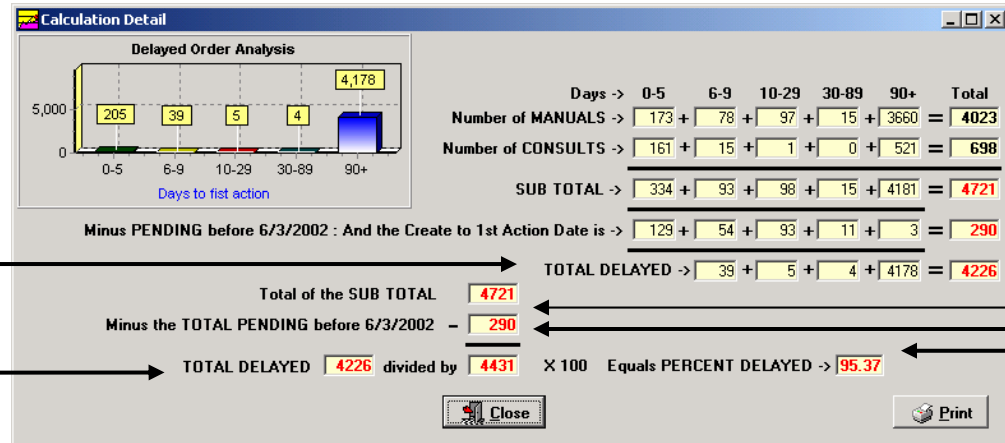 Calculation Detail
Delayed Order Analysis
4,178
5,000
205 39 5 4
0
0-5 6-9 10-29 30-89 90+
Days to fist action
Days -> 0-5 6-9 10-29 30-89 90+ Total
Number of MANUALS -> 173 + 78 + 97 + 15 + 3660 = 4023
Number of CONSULTS -> 161 + 15 + 1 + 0 + 521 = 698
SUB TOTAL -> 334 + 93 + 98 + 15 + 4181 = 4721
Minus PENDING before 6/3/2002 : And the Create to 1st Action Date is -> 129 + 54 + 93 + 11 + 3 = 290
TOTAL DELAYED -> 39 + 5 + 4 + 4178 = 4226
Total of the SUB TOTAL 4721
Minus the TOTAL PENDING before 6/3/2002 – 290
TOTAL DELAYED 4226 divided by 4431 X 100 Equals PERCENT DELAYED -> 95.37
Close Print